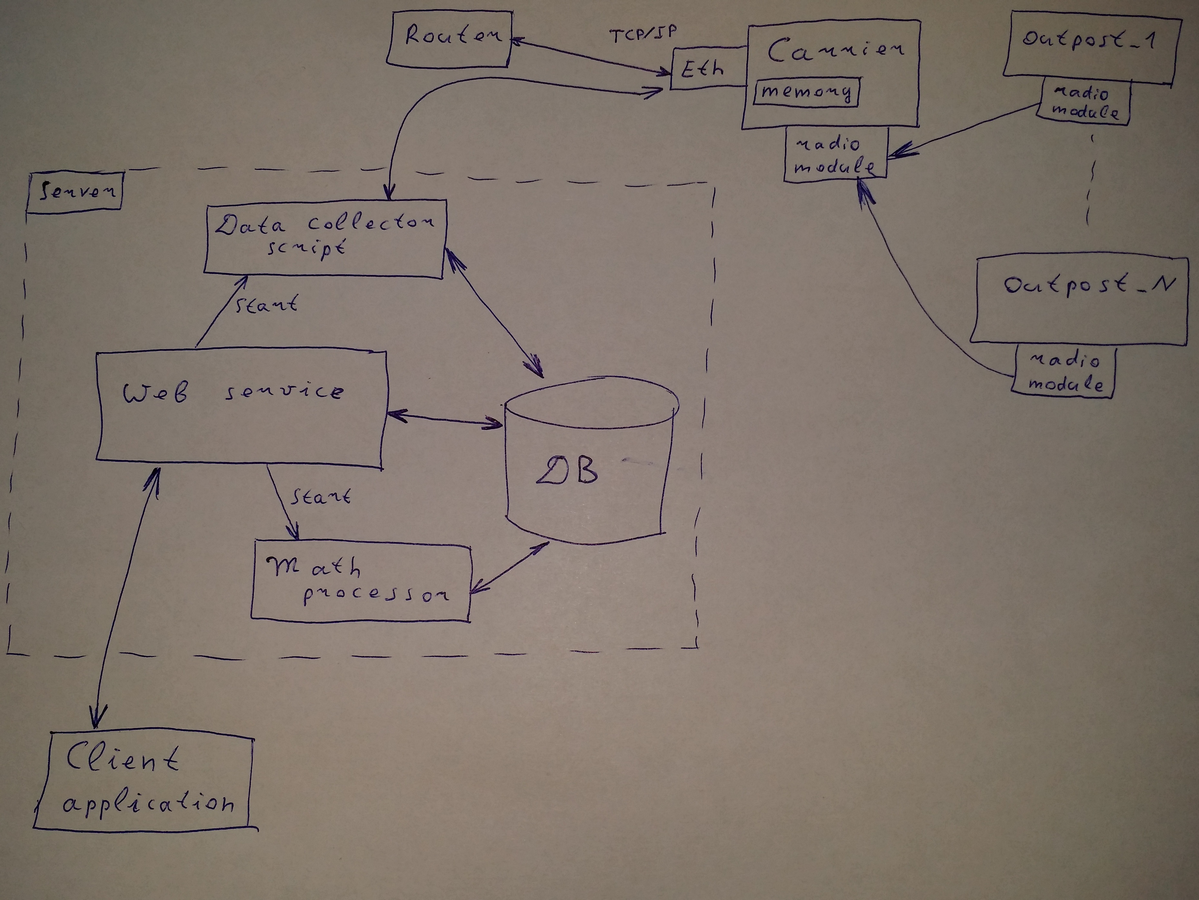 Router
TCP/IP
Eth
Carrier
memory
radio
module
Outpost_1
radio
module
Server
Data collector
script
start
Outpost_N
radio
module
Web service
DB
start
Math
processor
Client
application